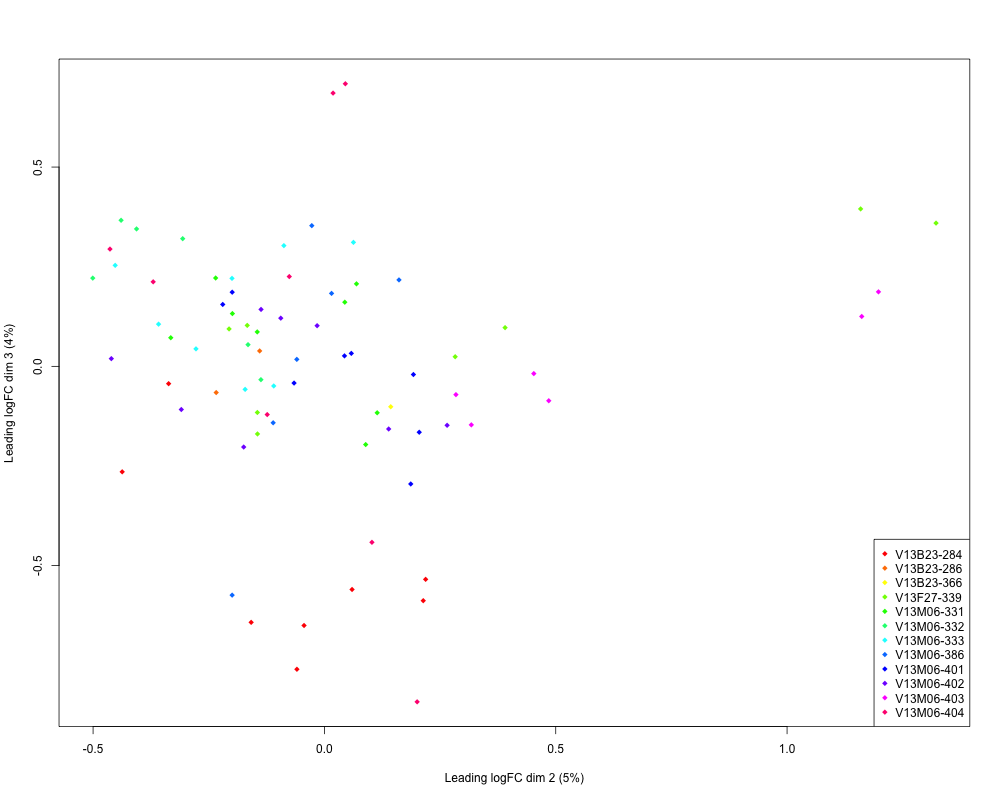 0.5
0.0
-0.5
Leading logFC dim 3 (4%)
V13B23-284
V13B23-286
V13B23-366
V13F27-339
V13M06-331
V13M06-332
V13M06-333
V13M06-386
V13M06-401
V13M06-402
V13M06-403
V13M06-404
-0.5 0.0 0.5 1.0
Leading logFC dim 2 (5%)